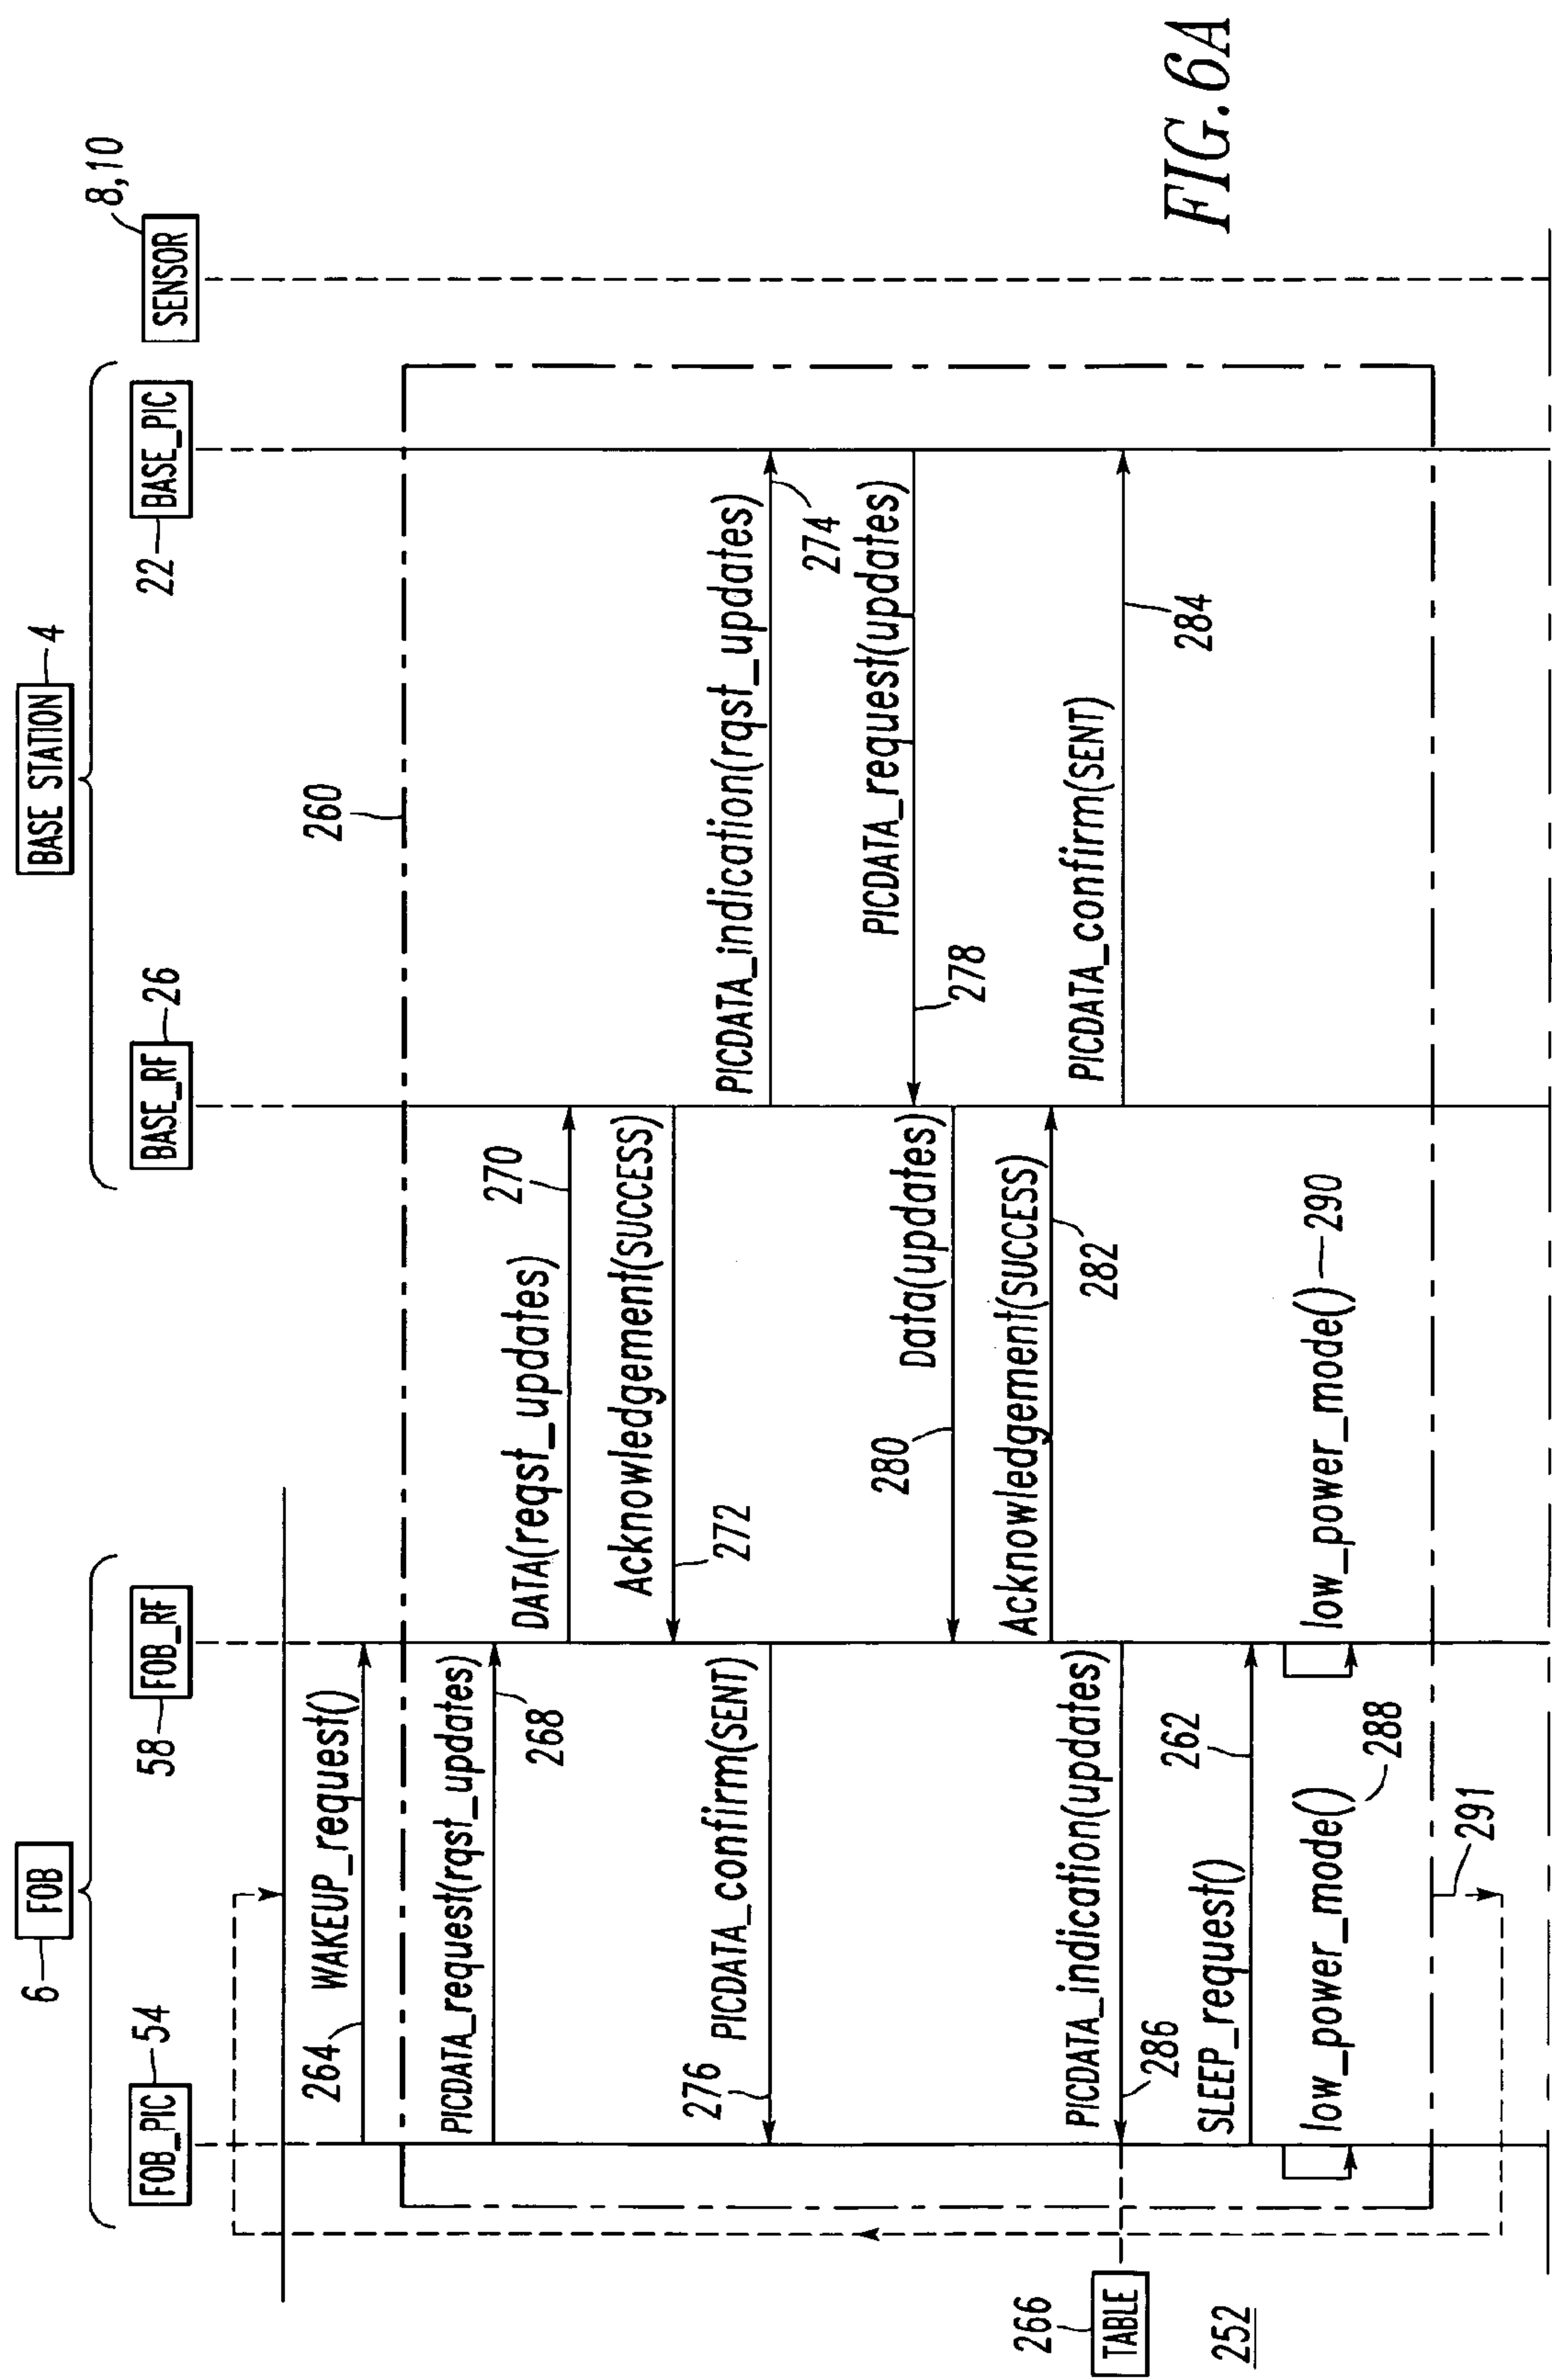 6 FOB
BASE STATION 4
FOB_PIC 54
58 FOB_RF
BASE_RF 26
22 BASE_PIC
SENSOR 8,10
264 WAKEUP_request()
260
PICDATA_request(rqst_updates)
268
DATA(reqst_updates)
270
Acknowledgement(SUCCESS)
272
276 PICDATA_confirm(SENT)
PICDATA_indication(rqst_updates)
274
PICDATA_request(updates)
278
Data(updates)
280
Acknowledgement(SUCCESS)
282
PICDATA_confirm(SENT)
284
PICDATA_indication(updates)
286
266 TABLE
SLEEP_request()
262
low_power_mode()
288
low_power_mode() 290
291
252
FIG.6A